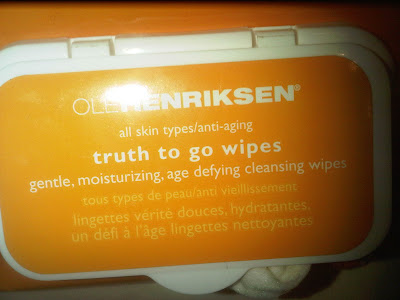 OLEHENRIKSEN®
all skin types/anti-aging
truth to go wipes
gentle, moisturizing, age defying cleansing wipes
tous types de peau/anti vieillissement
lingettes vérité douces, hydratantes,
un défi à l'âge lingettes nettoyantes